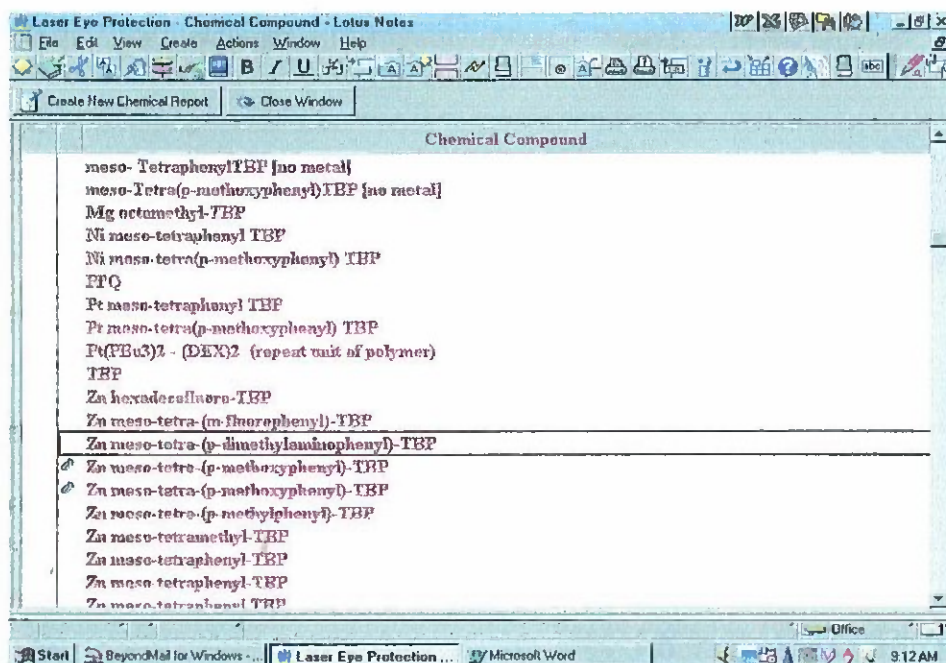 Laser Eye Protection - Chemical Compound - Lotus Notes
File Edit View Create Actions Window Help
B I U abc
Create New Chemical Report Close Window
Chemical Compound
meso-TetraphenylTBP [no metal]
meso-Tetra(p-methoxyphenyl)TBP [no metal]
Mg octamethyl-TBP
Ni meso-tetraphenyl TBP
Ni meso-tetra(p-methoxyphenyl) TBP
PPQ
Pt meso-tetraphenyl TBP
Pt meso-tetra(p-methoxyphenyl) TBP
Pt(PBu3)2 - (DEX)2 (repeat unit of polymer)
TBP
Zn hexadecafluoro-TBP
Zn meso-tetra-(m-fluorophenyl)-TBP
Zn meso-tetra-(p-dimethylaminophenyl)-TBP
Zn meso-tetra-(p-methoxyphenyl)-TBP
Zn meso-tetra-(p-methoxyphenyl)-TBP
Zn meso-tetra-(p-methylphenyl)-TBP
Zn meso-tetramethyl-TBP
Zn meso-tetraphenyl-TBP
Zn meso-tetraphenyl-TBP
Zn meso-tetraphenyl TBP
Office
Start BeyondMail for Windows - ... Laser Eye Protection ... Microsoft Word 9:12 AM